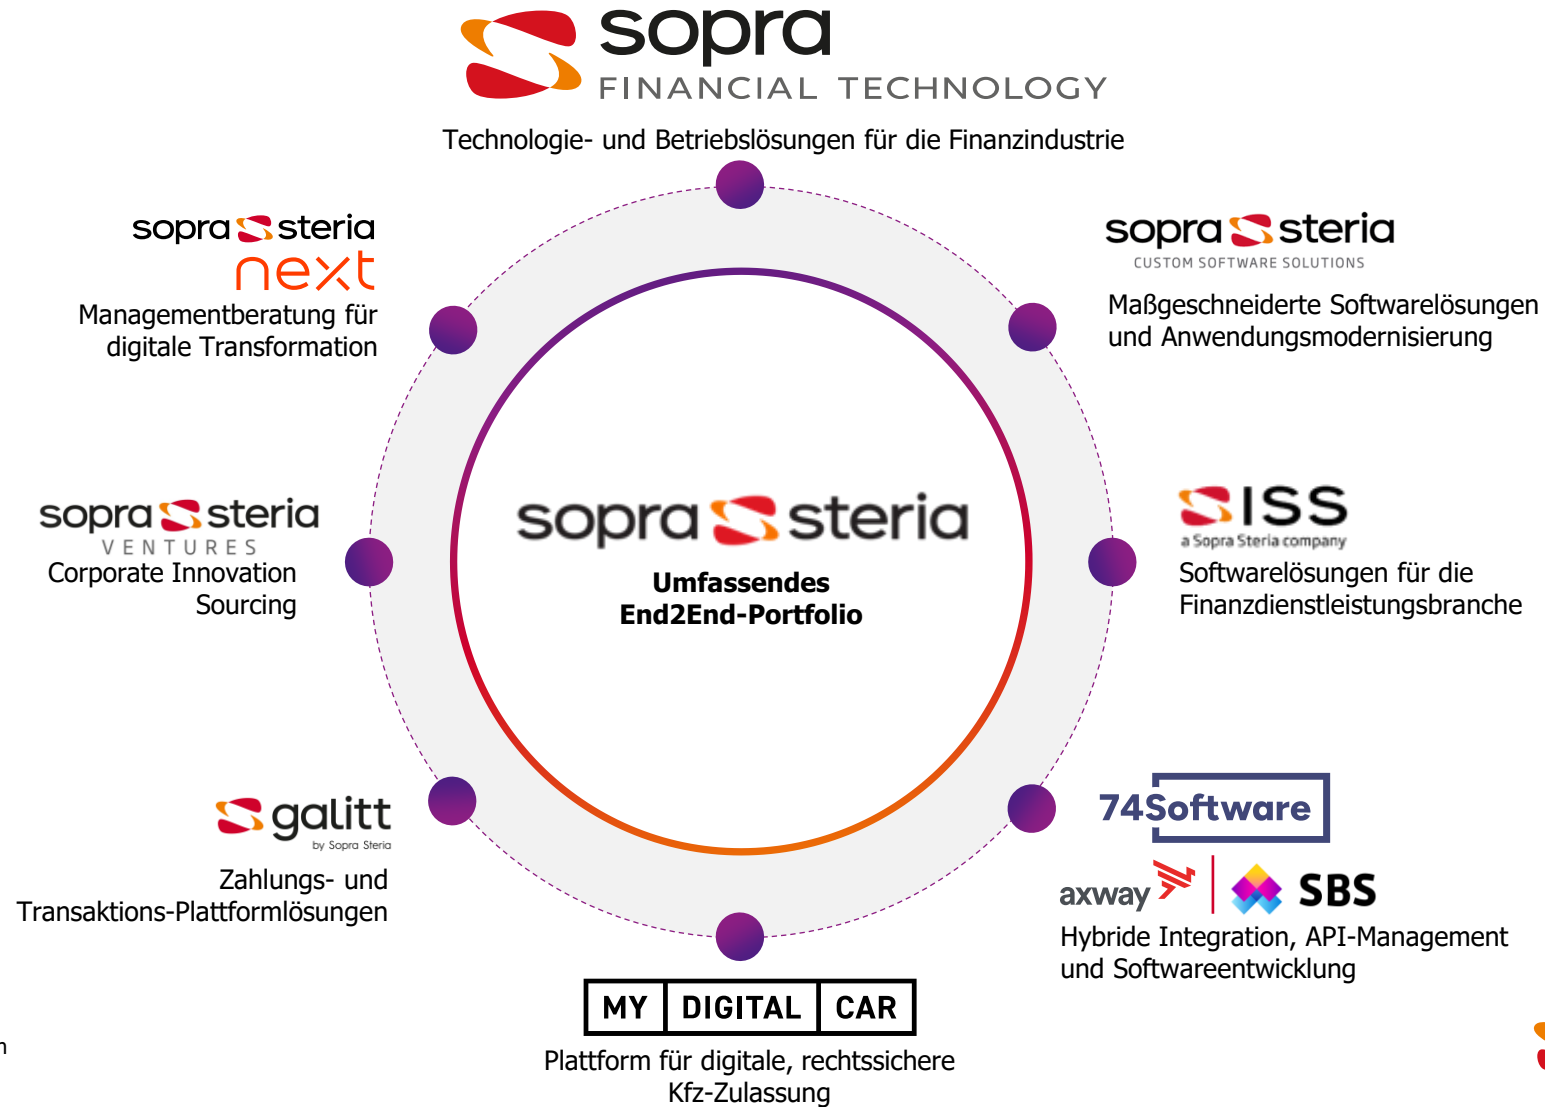 sopra
FINANCIAL TECHNOLOGY
Technologie- und Betriebslösungen für die Finanzindustrie
sopra steria
next
Managementberatung für
digitale Transformation
sopra steria
CUSTOM SOFTWARE SOLUTIONS
Maßgeschneiderte Softwarelösungen
und Anwendungsmodernisierung
sopra steria
VENTURES
Corporate Innovation
Sourcing
sopra steria
Umfassendes
End2End-Portfolio
ISS
a Sopra Steria company
Softwarelösungen für die
Finanzdienstleistungsbranche
galitt
by Sopra Steria
Zahlungs- und
Transaktions-Plattformlösungen
74Software
axway SBS
Hybride Integration, API-Management
und Softwareentwicklung
MY DIGITAL CAR
Plattform für digitale, rechtssichere
Kfz-Zulassung